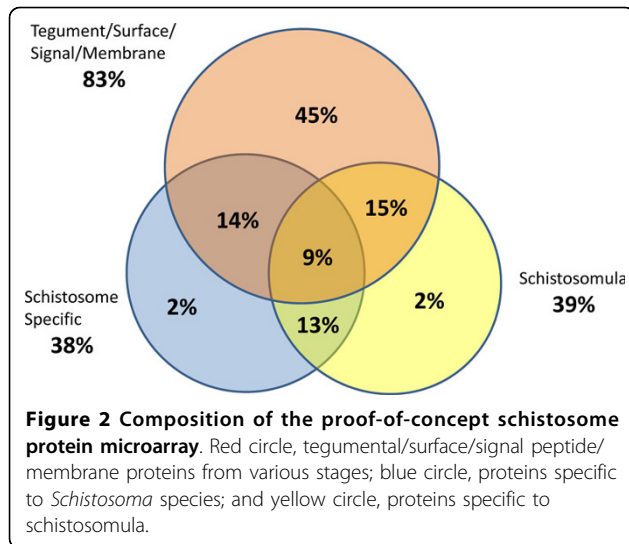 Tegument/Surface/
Signal/Membrane
83%
45%
14%
15%
9%
Schistosome
Specific
38%
2%
13%
2%
Schistosomula
39%
Figure 2 Composition of the proof-of-concept schistosome
protein microarray. Red circle, tegumental/surface/signal peptide/
membrane proteins from various stages; blue circle, proteins specific
to Schistosoma species; and yellow circle, proteins specific to
schistosomula.